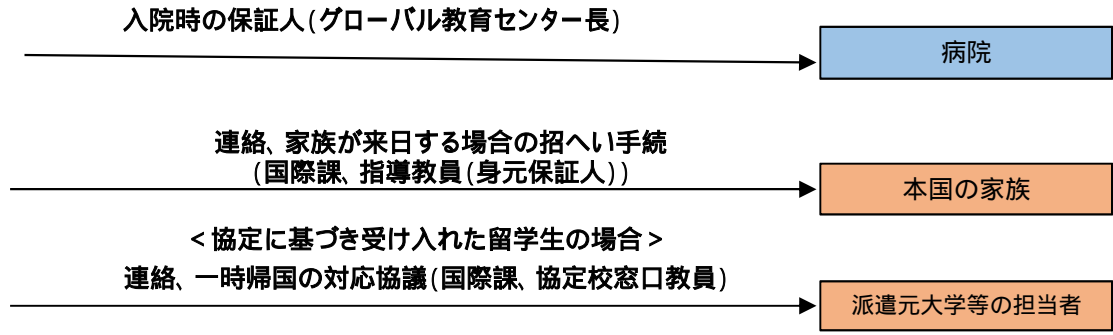 入院時の保証人(グローバル教育センター長)
病院
連絡、家族が来日する場合の招へい手続
(国際課、指導教員(身元保証人))
本国の家族
<協定に基づき受け入れた留学生の場合>
連絡、一時帰国の対応協議(国際課、協定校窓口教員)
派遣元大学等の担当者